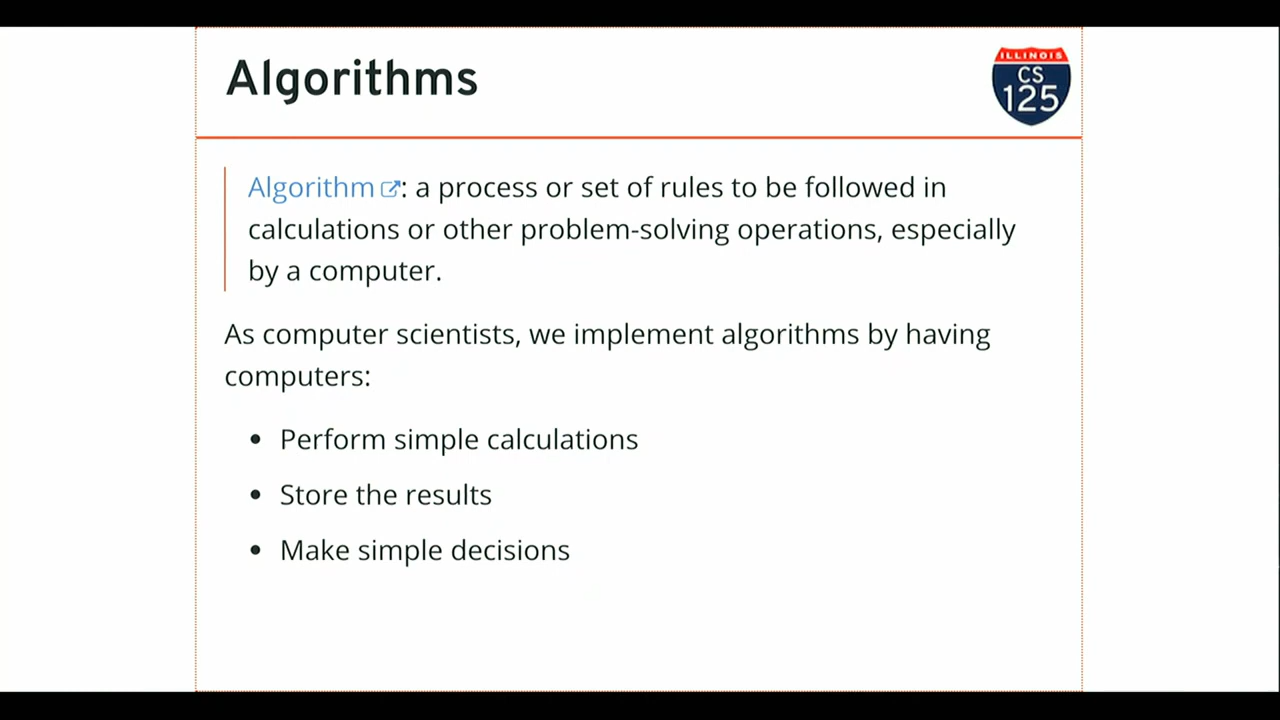 Algorithms
ILLINOIS
CS
125
Algorithm: a process or set of rules to be followed in
calculations or other problem-solving operations, especially
by a computer.
As computer scientists, we implement algorithms by having
computers:
• Perform simple calculations
• Store the results
• Make simple decisions